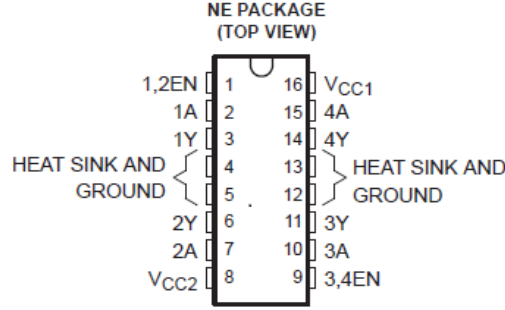 NE PACKAGE
(TOP VIEW)
1,2EN 1 16 VCC1
1A 2 15 4A
1Y 3 14 4Y
HEAT SINK AND 4 13 HEAT SINK AND
GROUND 5 12 GROUND
2Y 6 11 3Y
2A 7 10 3A
VCC2 8 9 3,4EN